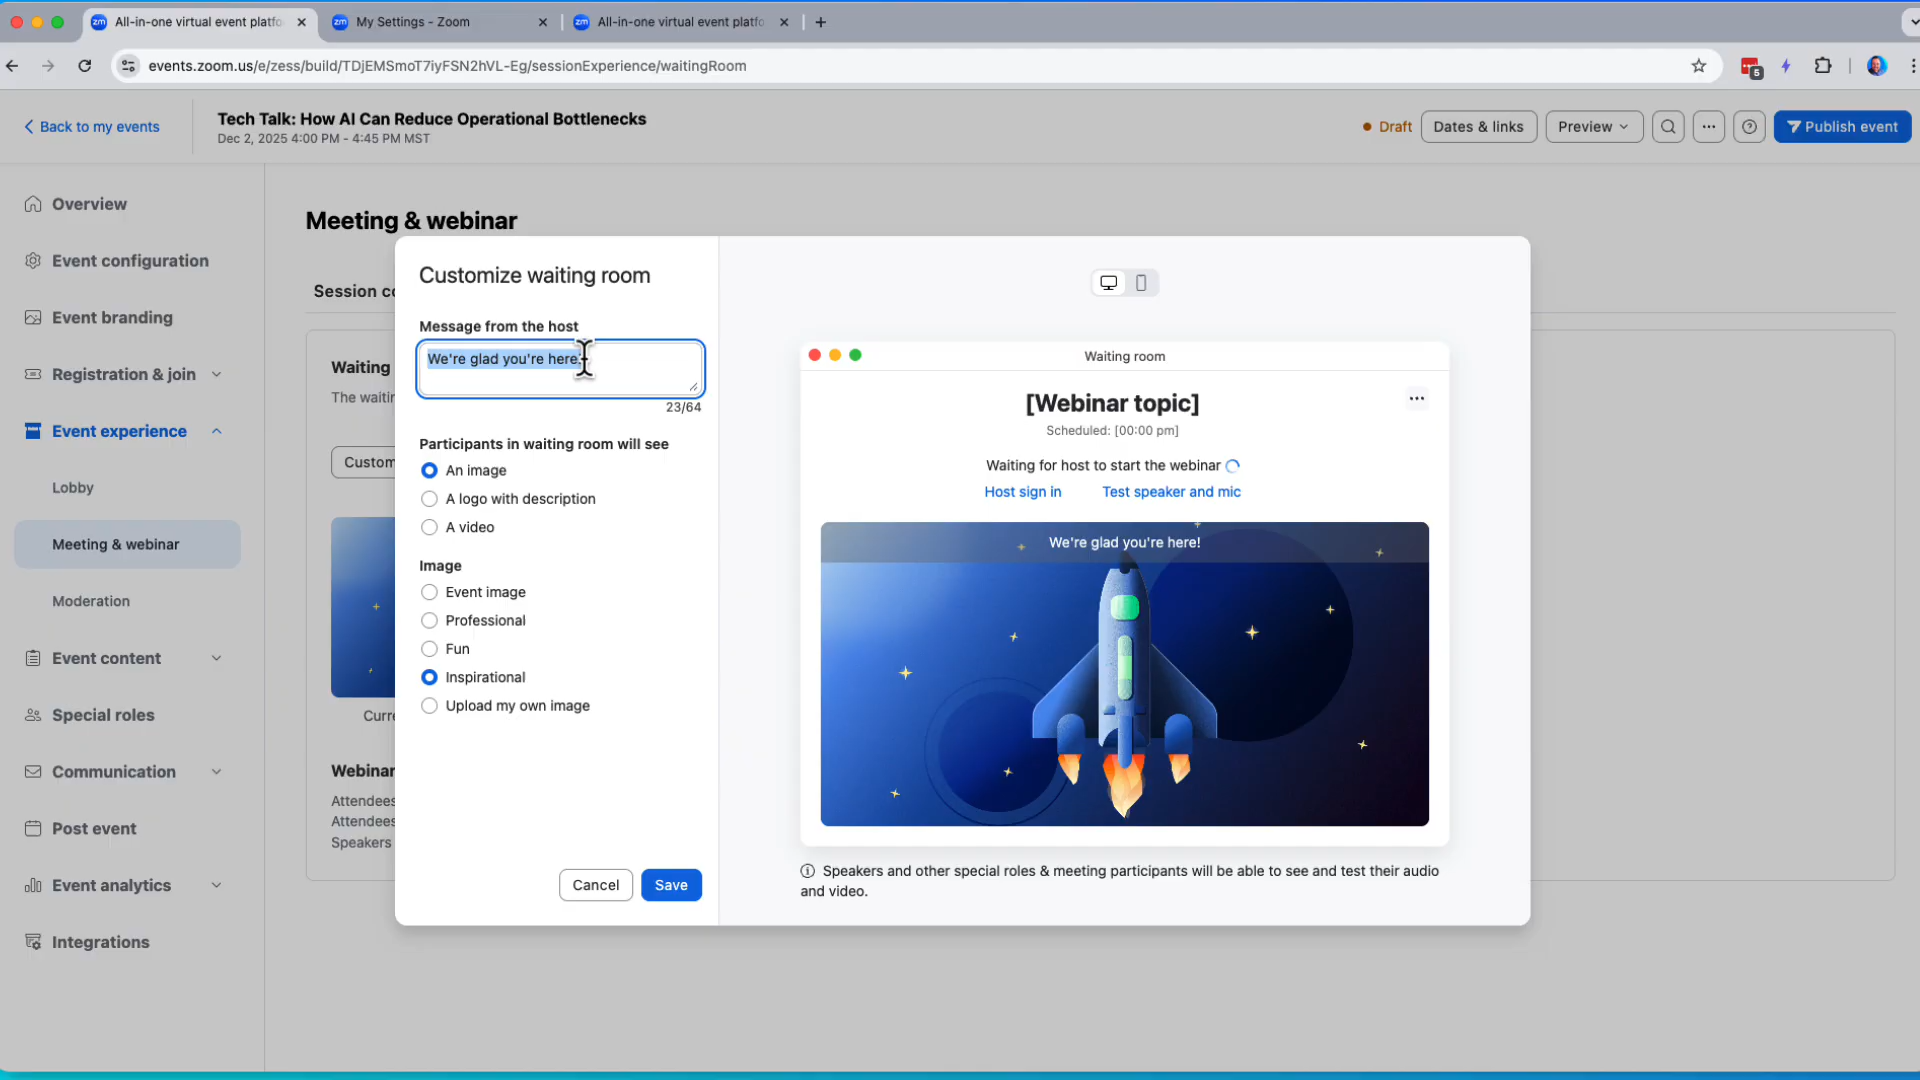 All-in-one virtual event platfo
My Settings - Zoom
All-in-one virtual event platfo
events.zoom.us/e/zess/build/TDjEMSmoT7iyFSN2hVL-Eg/sessionExperience/waitingRoom
5
Back to my events
Tech Talk: How AI Can Reduce Operational Bottlenecks
Dec 2, 2025 4:00 PM - 4:45 PM MST
Draft
Dates & links
Preview
Publish event
Overview
Event configuration
Event branding
Registration & join
Event experience
Lobby
Meeting & webinar
Moderation
Event content
Special roles
Communication
Post event
Event analytics
Integrations
Meeting & webinar
Session co
Waiting
The waitin
Custom
Curre
Webinar
Attendees
Attendees
Speakers
Customize waiting room
Message from the host
We're glad you're here!
23/64
Participants in waiting room will see
An image
A logo with description
A video
Image
Event image
Professional
Fun
Inspirational
Upload my own image
Cancel
Save
Waiting room
[Webinar topic]
Scheduled: [00:00 pm]
Waiting for host to start the webinar
Host sign in
Test speaker and mic
We're glad you're here!
Speakers and other special roles & meeting participants will be able to see and test their audio
and video.